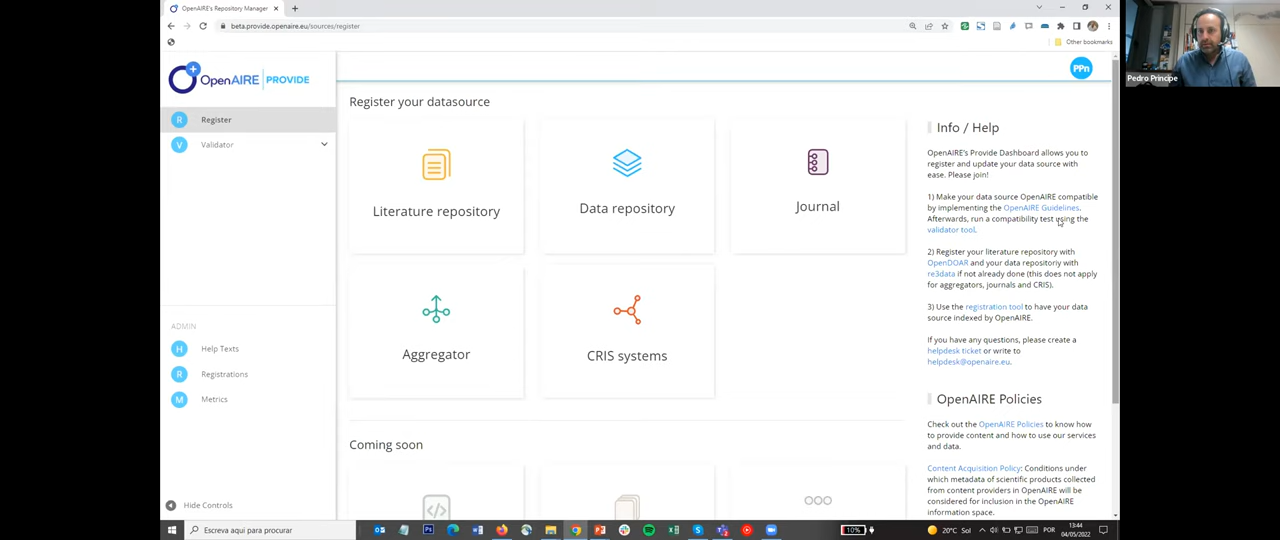 OpenAIRE's Repository Manager
beta.provide.openaire.eu/sources/register
Other bookmarks
OpenAIRE | PROVIDE
PPn
R Register
V Validator
ADMIN
H Help Texts
R Registrations
M Metrics
Hide Controls
Register your datasource
Literature repository
Data repository
Journal
Aggregator
CRIS systems
Coming soon
Info / Help
OpenAIRE's Provide Dashboard allows you to
register and update your data source with
ease. Please join!
1) Make your data source OpenAIRE compatible
by implementing the OpenAIRE Guidelines.
Afterwards, run a compatibility test using the
validator tool.
2) Register your literature repository with
OpenDOAR and your data repositoriy with
re3data if not already done (this does not apply
for aggregators, journals and CRIS).
3) Use the registration tool to have your data
source indexed by OpenAIRE.
If you have any questions, please create a
helpdesk ticket or write to
helpdesk@openaire.eu.
OpenAIRE Policies
Check out the OpenAIRE Policies to know how
to provide content and how to use our services
and data.
Content Acquisition Policy: Conditions under
which metadata of scientific products collected
from content providers in OpenAIRE will be
considered for inclusion in the OpenAIRE
information space.
Pedro Principe
Escreva aqui para procurar
10%
20°C Sol
POR
13:44
04/05/2022